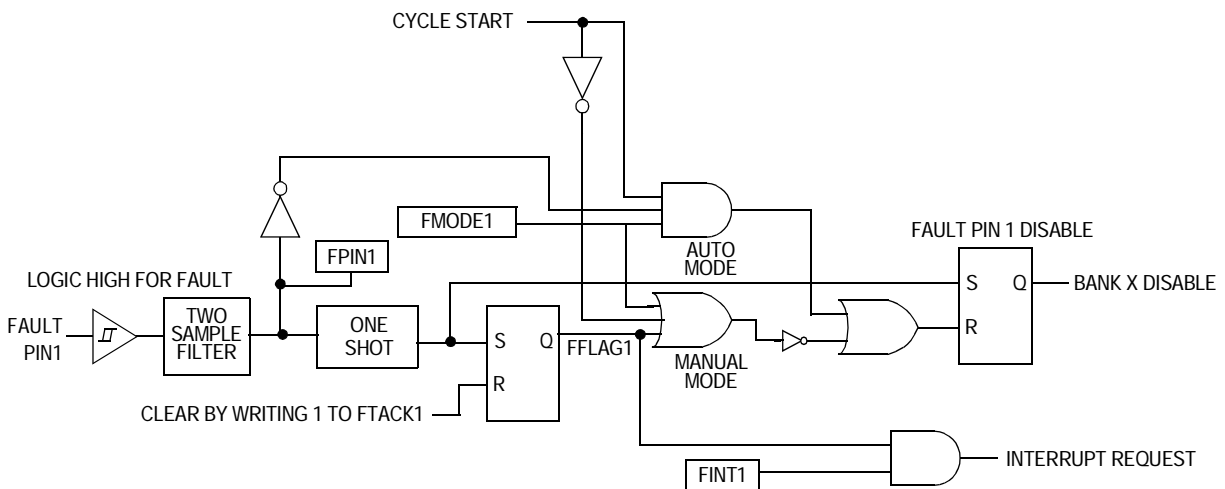 CYCLE START
FMODE1
AUTO
MODE
FAULT PIN 1 DISABLE
FPIN1
LOGIC HIGH FOR FAULT
S
Q
BANK X DISABLE
R
FAULT
PIN1
TWO
SAMPLE
FILTER
ONE
SHOT
S
Q
FFLAG1
R
MANUAL
MODE
CLEAR BY WRITING 1 TO FTACK1
FINT1
INTERRUPT REQUEST